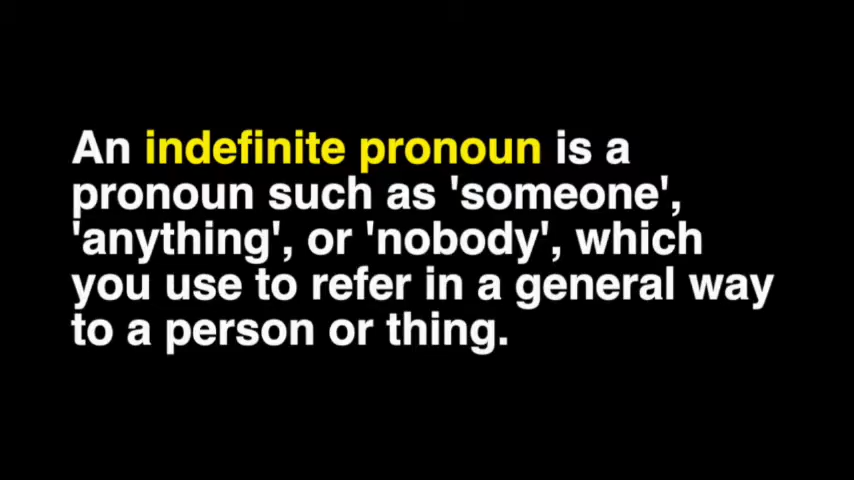 An indefinite pronoun is a
pronoun such as 'someone',
'anything', or 'nobody', which
you use to refer in a general way
to a person or thing.